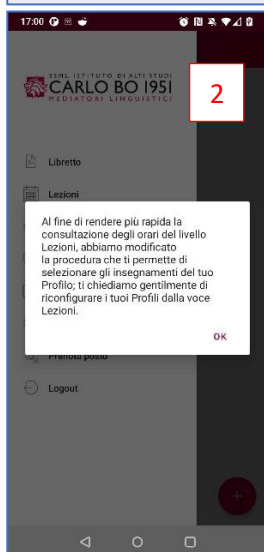 17:00
SSML ISTITUTO DI ALTI STUDI
CARLO BO 1951
MEDIATORI LINGUISTICI
2
Libretto
Lezioni
Al fine di rendere più rapida la
consultazione degli orari del livello
Lezioni, abbiamo modificato
la procedura che ti permette di
selezionare gli insegnamenti del tuo
Profilo; ti chiediamo gentilmente di
riconfigurare i tuoi Profili dalla voce
Lezioni.
OK
Prenota posto
Logout